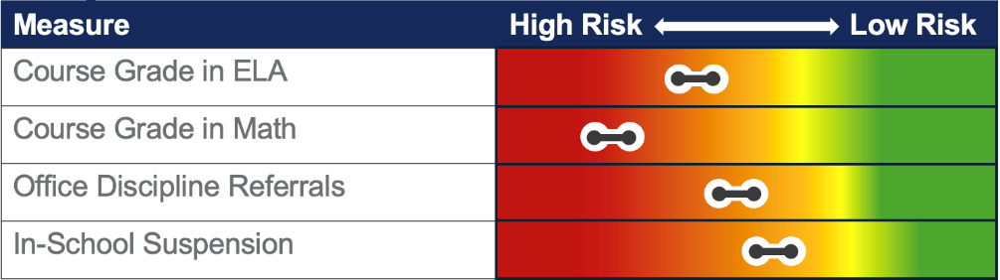 Measure High Risk Low Risk
Course Grade in ELA
Course Grade in Math
Office Discipline Referrals
In-School Suspension